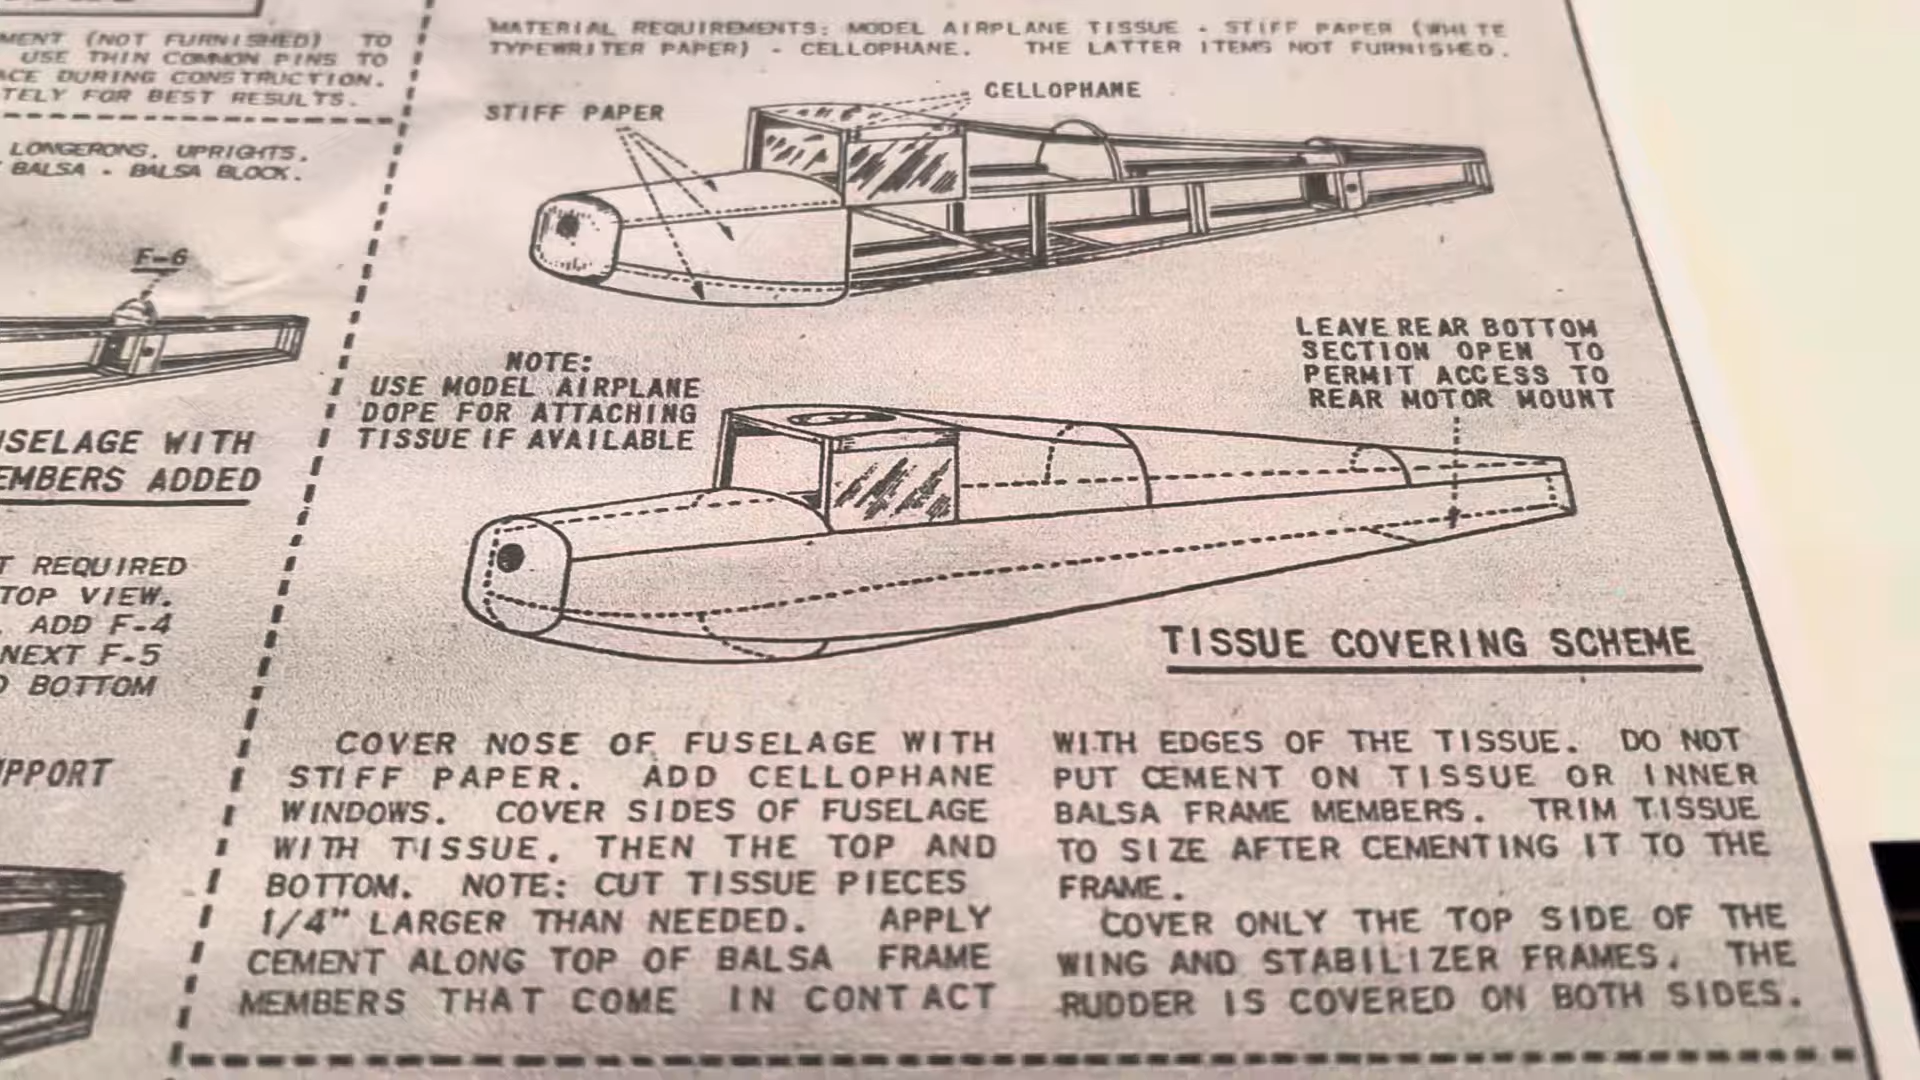 MENT (NOT FURNISHED) TO
USE THIN COMMON PINS TO
ACE DURING CONSTRUCTION.
TELY FOR BEST RESULTS.
LONGERONS. UPRIGHTS.
BALSA - BALSA BLOCK.
F-6
SELAGE WITH
EMBERS ADDED
T REQUIRED
TOP VIEW.
ADD F-4
NEXT F-5
BOTTOM
PPORT
MATERIAL REQUIREMENTS: MODEL AIRPLANE TISSUE - STIFF PAPER (WHITE
TYPEWRITER PAPER) - CELLOPHANE. THE LATTER ITEMS NOT FURNISHED.
CELLOPHANE
STIFF PAPER
NOTE:
USE MODEL AIRPLANE
DOPE FOR ATTACHING
TISSUE IF AVAILABLE
LEAVE REAR BOTTOM
SECTION OPEN TO
PERMIT ACCESS TO
REAR MOTOR MOUNT
TISSUE COVERING SCHEME
COVER NOSE OF FUSELAGE WITH
STIFF PAPER. ADD CELLOPHANE
WINDOWS. COVER SIDES OF FUSELAGE
WITH TISSUE. THEN THE TOP AND
BOTTOM. NOTE: CUT TISSUE PIECES
1/4" LARGER THAN NEEDED. APPLY
CEMENT ALONG TOP OF BALSA FRAME
MEMBERS THAT COME IN CONTACT
WITH EDGES OF THE TISSUE. DO NOT
PUT CEMENT ON TISSUE OR INNER
BALSA FRAME MEMBERS. TRIM TISSUE
TO SIZE AFTER CEMENTING IT TO THE
FRAME.
COVER ONLY THE TOP SIDE OF THE
WING AND STABILIZER FRAMES. THE
RUDDER IS COVERED ON BOTH SIDES.